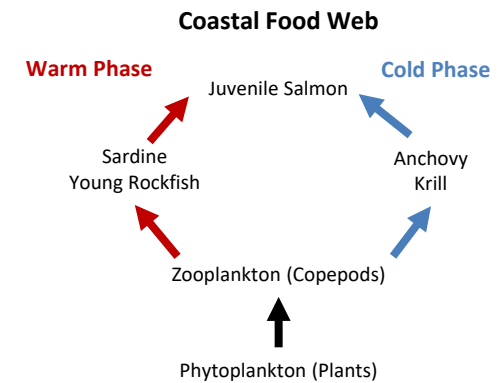 Coastal Food Web
Warm Phase
Cold Phase
Juvenile Salmon
Sardine
Young Rockfish
Anchovy
Krill
Zooplankton (Copepods)
Phytoplankton (Plants)